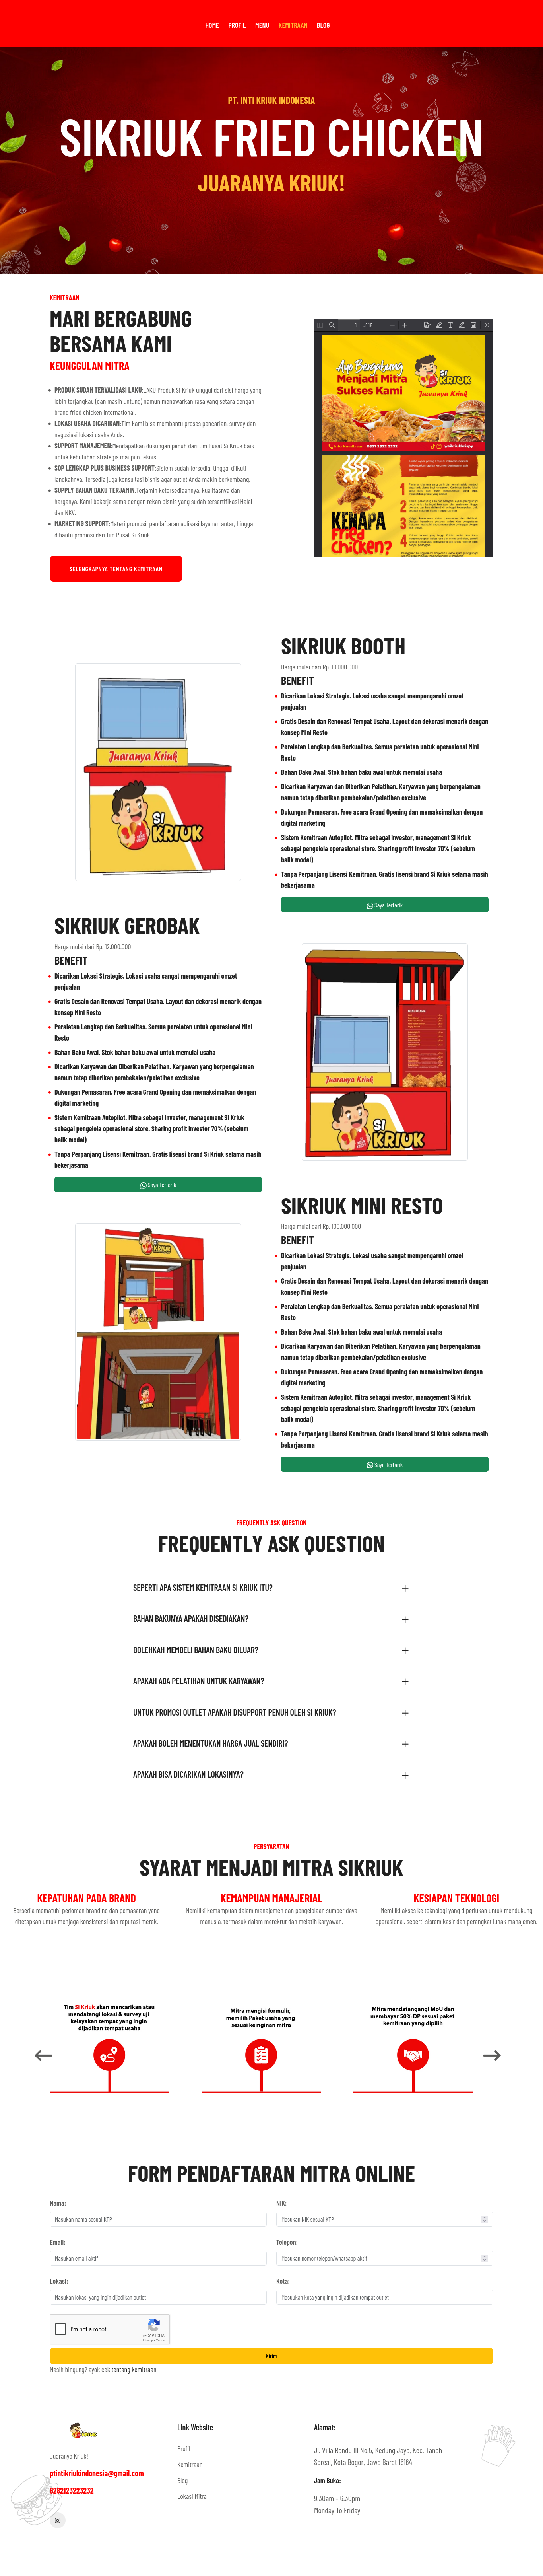 HOME PROFIL MENU KEMITRAAN BLOG
PT. INTI KRIUK INDONESIA
SIKRIUK FRIED CHICKEN
JUARANYA KRIUK!
KEMITRAAN
MARI BERGABUNG
BERSAMA KAMI
KEUNGGULAN MITRA
PRODUK SUDAH TERVALIDASI LAKU:LAKU Produk Si Kriuk unggul dari sisi harga yang
lebih terjangkau (dan masih untung) namun menawarkan rasa yang setara dengan
brand fried chicken international.
LOKASI USAHA DICARIKAN:Tim kami bisa membantu proses pencarian, survey dan
negosiasi lokasi usaha Anda.
SUPPORT MANAJEMEN:Mendapatkan dukungan penuh dari tim Pusat Si Kriuk baik
untuk kebutuhan strategis maupun teknis.
SOP LENGKAP PLUS BUSINESS SUPPORT:Sistem sudah tersedia, tinggal diikuti
langkahnya. Tersedia juga konsultasi bisnis agar outlet Anda makin berkembang.
SUPPLY BAHAN BAKU TERJAMIN:Terjamin ketersediaannya, kualitasnya dan
harganya. Kami bekerja sama dengan rekan bisnis yang sudah tersertifikasi Halal
dan NKV.
MARKETING SUPPORT:Materi promosi, pendaftaran aplikasi layanan antar, hingga
dibantu promosi dari tim Pusat Si Kriuk.
SELENGKAPNYA TENTANG KEMITRAAN
1 of 16
Ayo Bergabung
Menjadi Mitra
Sukses Kami
SI KRIUK
Juaranya Kriuk
KENAPA
Fried
Chicken?
SIKRIUK BOOTH
Harga mulai dari Rp. 10.000.000
BENEFIT
Dicarikan Lokasi Strategis. Lokasi usaha sangat mempengaruhi omzet
penjualan
Gratis Desain dan Renovasi Tempat Usaha. Layout dan dekorasi menarik dengan
konsep Mini Resto
Peralatan Lengkap dan Berkualitas. Semua peralatan untuk operasional Mini
Resto
Bahan Baku Awal. Stok bahan baku awal untuk memulai usaha
Dicarikan Karyawan dan Diberikan Pelatihan. Karyawan yang berpengalaman
namun tetap diberikan pembekalan/pelatihan exclusive
Dukungan Pemasaran. Free acara Grand Opening dan memaksimalkan dengan
digital marketing
Sistem Kemitraan Autopilot. Mitra sebagai investor, management Si Kriuk
sebagai pengelola operasional store. Sharing profit investor 70% (sebelum
balik modal)
Tanpa Perpanjang Lisensi Kemitraan. Gratis lisensi brand Si Kriuk selama masih
bekerjasama
Saya Tertarik
Juaranya Kriuk
SI
KRIUK
SIKRIUK GEROBAK
Harga mulai dari Rp. 12.000.000
BENEFIT
Dicarikan Lokasi Strategis. Lokasi usaha sangat mempengaruhi omzet
penjualan
Gratis Desain dan Renovasi Tempat Usaha. Layout dan dekorasi menarik dengan
konsep Mini Resto
Peralatan Lengkap dan Berkualitas. Semua peralatan untuk operasional Mini
Resto
Bahan Baku Awal. Stok bahan baku awal untuk memulai usaha
Dicarikan Karyawan dan Diberikan Pelatihan. Karyawan yang berpengalaman
namun tetap diberikan pembekalan/pelatihan exclusive
Dukungan Pemasaran. Free acara Grand Opening dan memaksimalkan dengan
digital marketing
Sistem Kemitraan Autopilot. Mitra sebagai investor, management Si Kriuk
sebagai pengelola operasional store. Sharing profit investor 70% (sebelum
balik modal)
Tanpa Perpanjang Lisensi Kemitraan. Gratis lisensi brand Si Kriuk selama masih
bekerjasama
Saya Tertarik
Juaranya Kriuk
SI
KRIUK
SIKRIUK MINI RESTO
Harga mulai dari Rp. 100.000.000
BENEFIT
Dicarikan Lokasi Strategis. Lokasi usaha sangat mempengaruhi omzet
penjualan
Gratis Desain dan Renovasi Tempat Usaha. Layout dan dekorasi menarik dengan
konsep Mini Resto
Peralatan Lengkap dan Berkualitas. Semua peralatan untuk operasional Mini
Resto
Bahan Baku Awal. Stok bahan baku awal untuk memulai usaha
Dicarikan Karyawan dan Diberikan Pelatihan. Karyawan yang berpengalaman
namun tetap diberikan pembekalan/pelatihan exclusive
Dukungan Pemasaran. Free acara Grand Opening dan memaksimalkan dengan
digital marketing
Sistem Kemitraan Autopilot. Mitra sebagai investor, management Si Kriuk
sebagai pengelola operasional store. Sharing profit investor 70% (sebelum
balik modal)
Tanpa Perpanjang Lisensi Kemitraan. Gratis lisensi brand Si Kriuk selama masih
bekerjasama
Saya Tertarik
FREQUENTLY ASK QUESTION
FREQUENTLY ASK QUESTION
SEPERTI APA SISTEM KEMITRAAN SI KRIUK ITU?
BAHAN BAKUNYA APAKAH DISEDIAKAN?
BOLEHKAH MEMBELI BAHAN BAKU DILUAR?
APAKAH ADA PELATIHAN UNTUK KARYAWAN?
UNTUK PROMOSI OUTLET APAKAH DISUPPORT PENUH OLEH SI KRIUK?
APAKAH BOLEH MENENTUKAN HARGA JUAL SENDIRI?
APAKAH BISA DICARIKAN LOKASINYA?
PERSYARATAN
SYARAT MENJADI MITRA SIKRIUK
KEPATUHAN PADA BRAND
Bersedia mematuhi pedoman branding dan pemasaran yang
ditetapkan untuk menjaga konsistensi dan reputasi merek.
KEMAMPUAN MANAJERIAL
Memiliki kemampuan dalam manajemen dan pengelolaan sumber daya
manusia, termasuk dalam merekrut dan melatih karyawan.
KESIAPAN TEKNOLOGI
Memiliki akses ke teknologi yang diperlukan untuk mendukung
operasional, seperti sistem kasir dan perangkat lunak manajemen.
Tim Si Kriuk akan mencarikan atau
mendatangi lokasi & survey uji
kelayakan tempat yang ingin
dijadikan tempat usaha
Mitra mengisi formulir,
memilih Paket usaha yang
sesuai keinginan mitra
Mitra mendatangangi MoU dan
membayar 50% DP sesuai paket
kemitraan yang dipilih
FORM PENDAFTARAN MITRA ONLINE
Nama:
Masukan nama sesuai KTP
NIK:
Masukan NIK sesuai KTP
Email:
Masukan email aktif
Telepon:
Masukan nomor telepon/whatsapp aktif
Lokasi:
Masukan lokasi yang ingin dijadikan outlet
Kota:
Masuukan kota yang ingin dijadikan tempat outlet
I'm not a robot
reCAPTCHA
Privacy - Terms
Kirim
Masih bingung? ayok cek tentang kemitraan
Juaranya Kriuk!
ptintikriukindonesia@gmail.com
6282123223232
Link Website
Profil
Kemitraan
Blog
Lokasi Mitra
Alamat:
Jl. Villa Randu III No.5, Kedung Jaya, Kec. Tanah
Sereal, Kota Bogor, Jawa Barat 16164
Jam Buka:
9.30am – 6.30pm
Monday To Friday